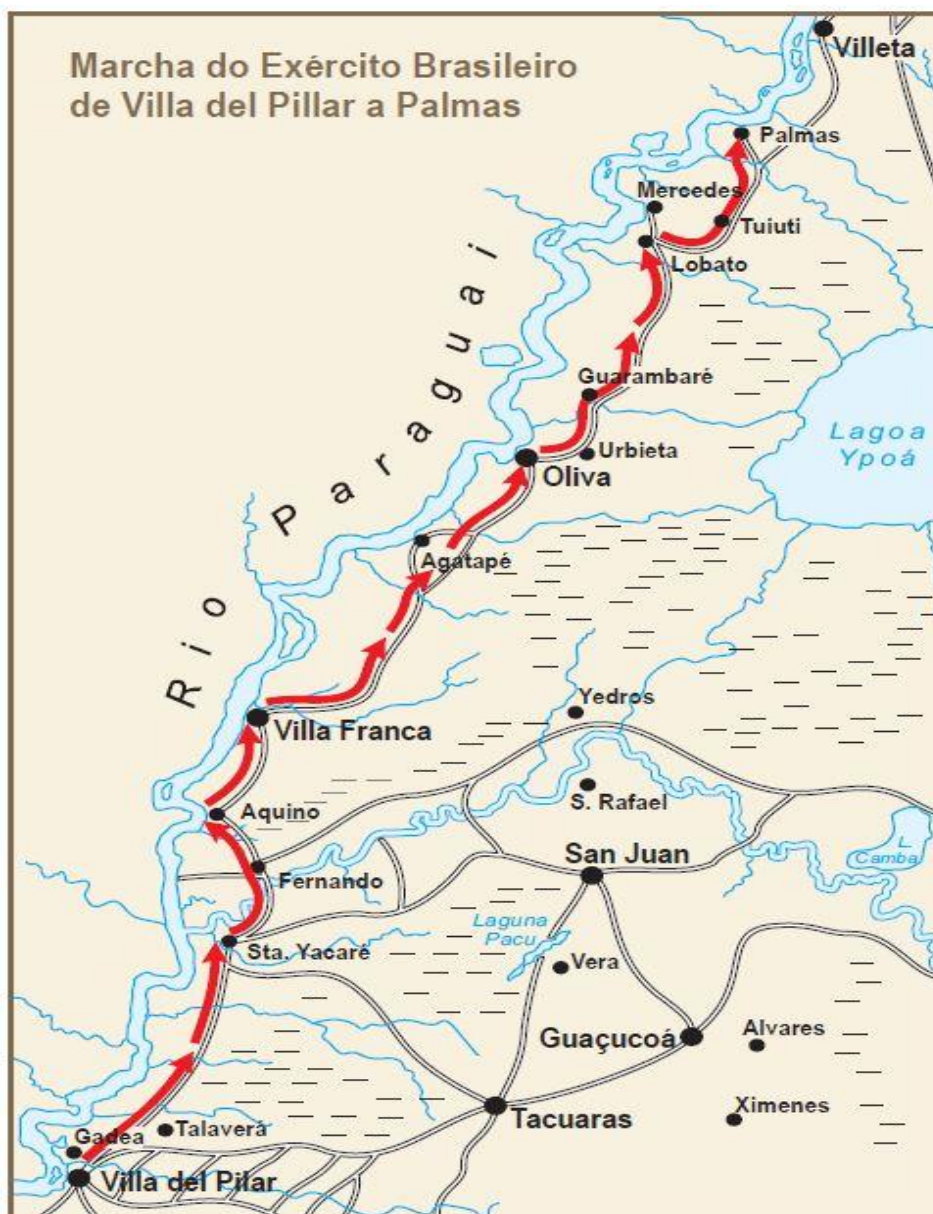 Marcha do Exército Brasileiro
de Villa del Pillar a Palmas
Villeta
Palmas
Mercedes
Tuiuti
Lobato
Rio Paraguai
Guarambaré
Lagoa
Ypoá
Urbieta
Oliva
Agatapé
Yedros
Villa Franca
S. Rafael
Aquino
L.
Camba
San Juan
Fernando
Laguna
Pacu
Sta. Yacaré
Vera
Guaçucoá
Alvares
Tacuaras
Ximenes
Talaverá
Gadea
Villa del Pilar